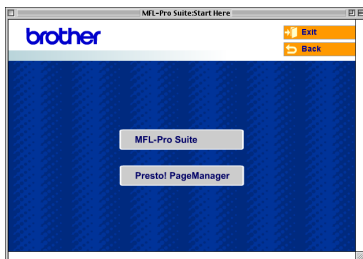 MFL-Pro Suite:Start Here
brother
Exit
Back
MFL-Pro Suite
Presto! PageManager